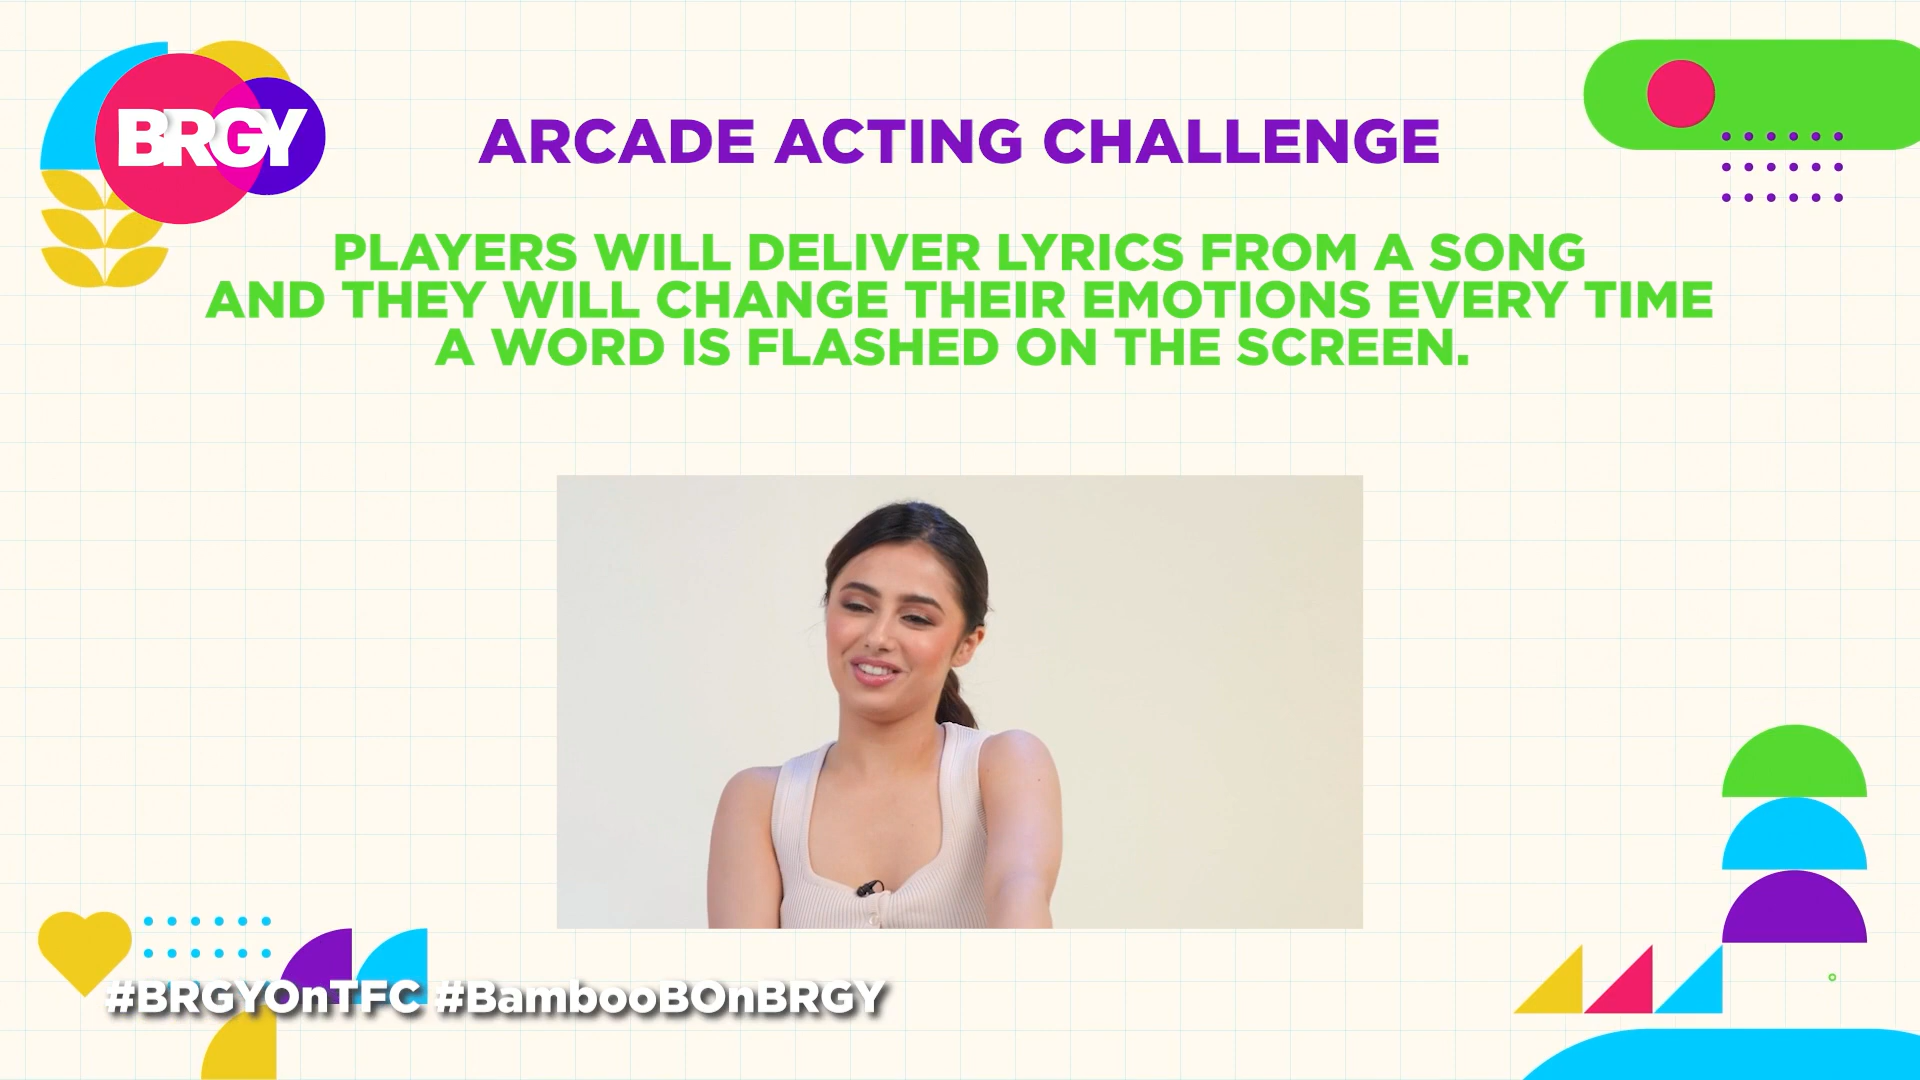 BRGY
ARCADE ACTING CHALLENGE
PLAYERS WILL DELIVER LYRICS FROM A SONG
AND THEY WILL CHANGE THEIR EMOTIONS EVERY TIME
A WORD IS FLASHED ON THE SCREEN.
#BRGYOnTFC #BambooBOnBRGY